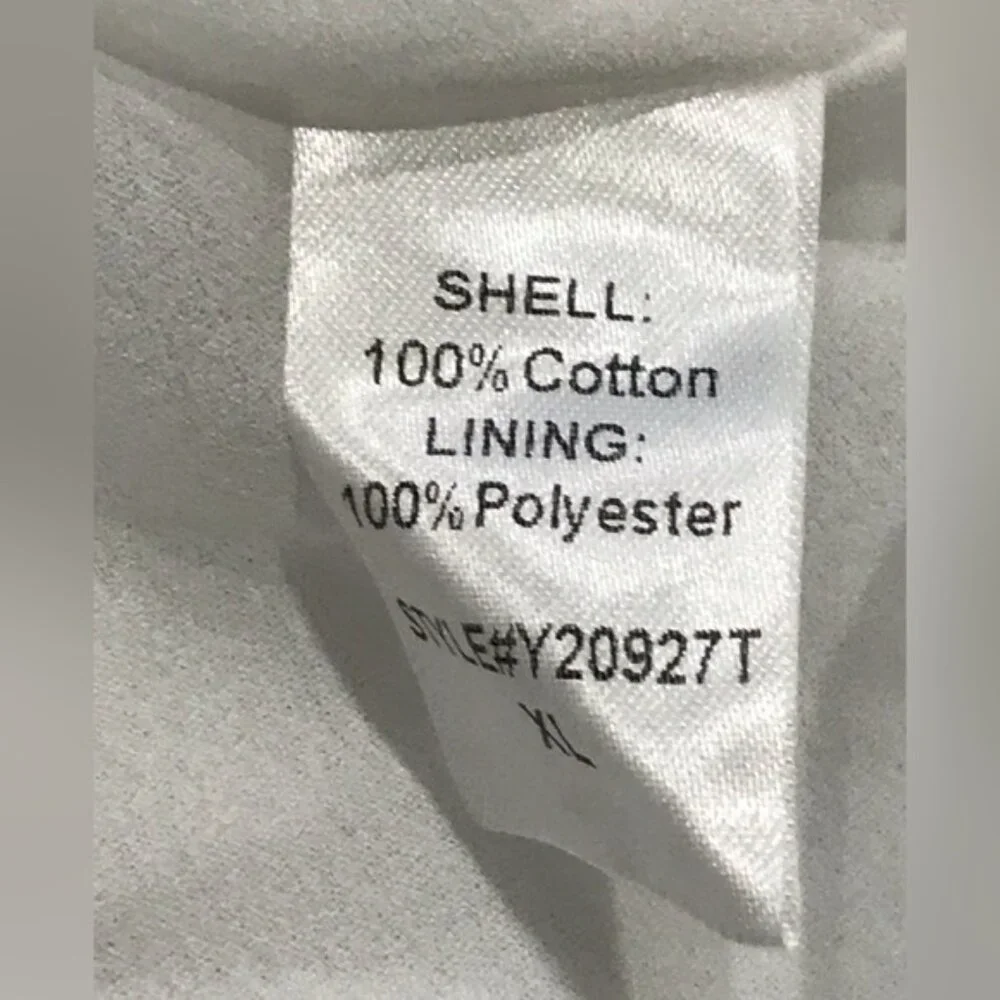 SHELL:
100% Cotton
LINING:
100% Polyester
STYLE#Y20927T
XL